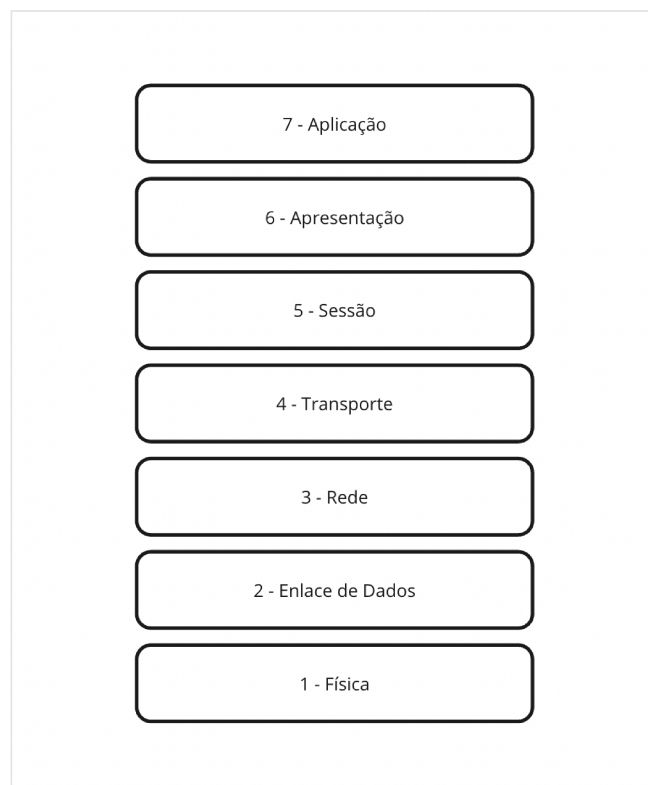 7 - Aplicação
6 - Apresentação
5 - Sessão
4 - Transporte
3 - Rede
2 - Enlace de Dados
1 - Física